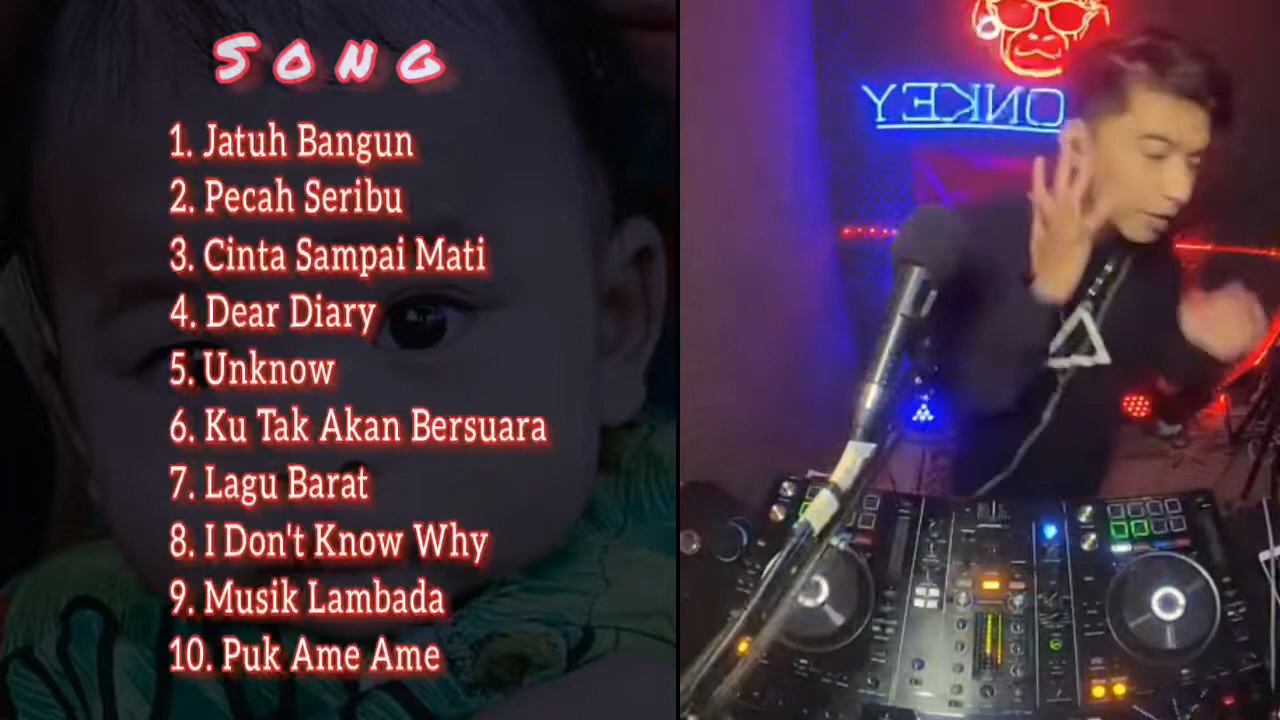 SONG
1. Jatuh Bangun
2. Pecah Seribu
3. Cinta Sampai Mati
4. Dear Diary
5. Unknow
6. Ku Tak Akan Bersuara
7. Lagu Barat
8. I Don't Know Why
9. Musik Lambada
10. Puk Ame Ame
ONKEY